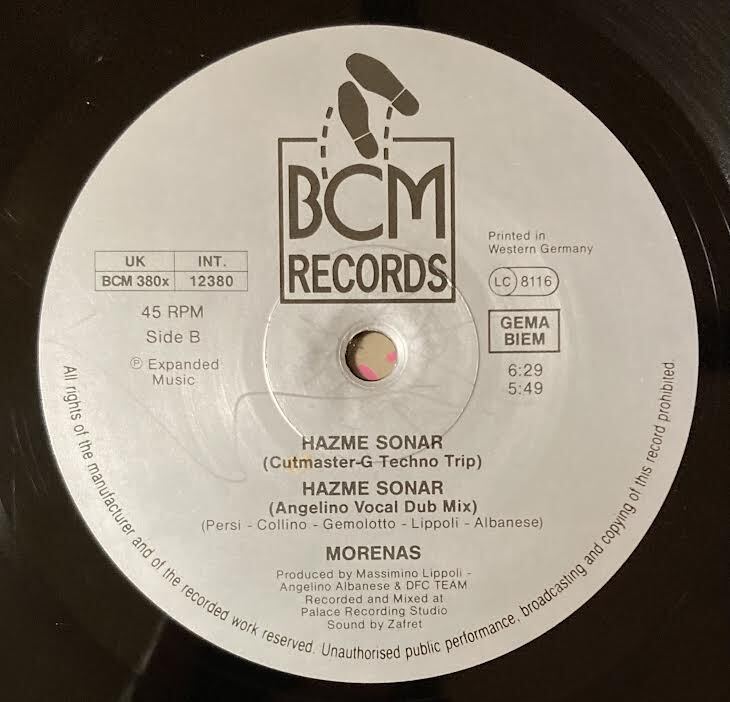 BCM
RECORDS
UK INT.
BCM 380x 12380
45 RPM
Side B
Ⓟ Expanded
Music
Printed in
Western Germany
LC 8116
GEMA
BIEM
6:29
5:49
HAZME SONAR
(Cutmaster-G Techno Trip)
HAZME SONAR
(Angelino Vocal Dub Mix)
(Persi - Collino - Gemolotto - Lippoli - Albanese)
MORENAS
Produced by Massimino Lippoli -
Angelino Albanese & DFC TEAM
Recorded and Mixed at
Palace Recording Studio
Sound by Zafret
All rights of the manufacturer and of the recorded work reserved. Unauthorised public performance, broadcasting and copying of this record prohibited.